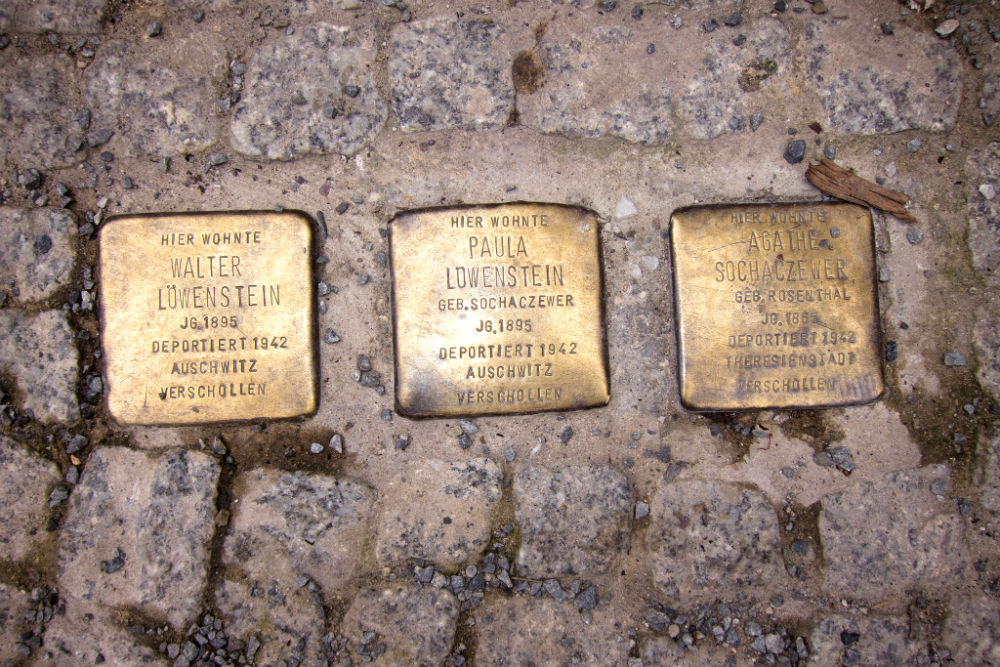 HIER WOHNTE
WALTER
LÖWENSTEIN
JG. 1895
DEPORTIERT 1942
AUSCHWITZ
VERSCHOLLEN
HIER WOHNTE
PAULA
LÖWENSTEIN
GEB. SOCHACZEWER
JG. 1895
DEPORTIERT 1942
AUSCHWITZ
VERSCHOLLEN
HIER WOHNTE
AGATHE
SOCHACZEWER
GEB. ROSENTHAL
JG.
DEPORTIERT 1942
THERESIENSTADT
VERSCHOLLEN